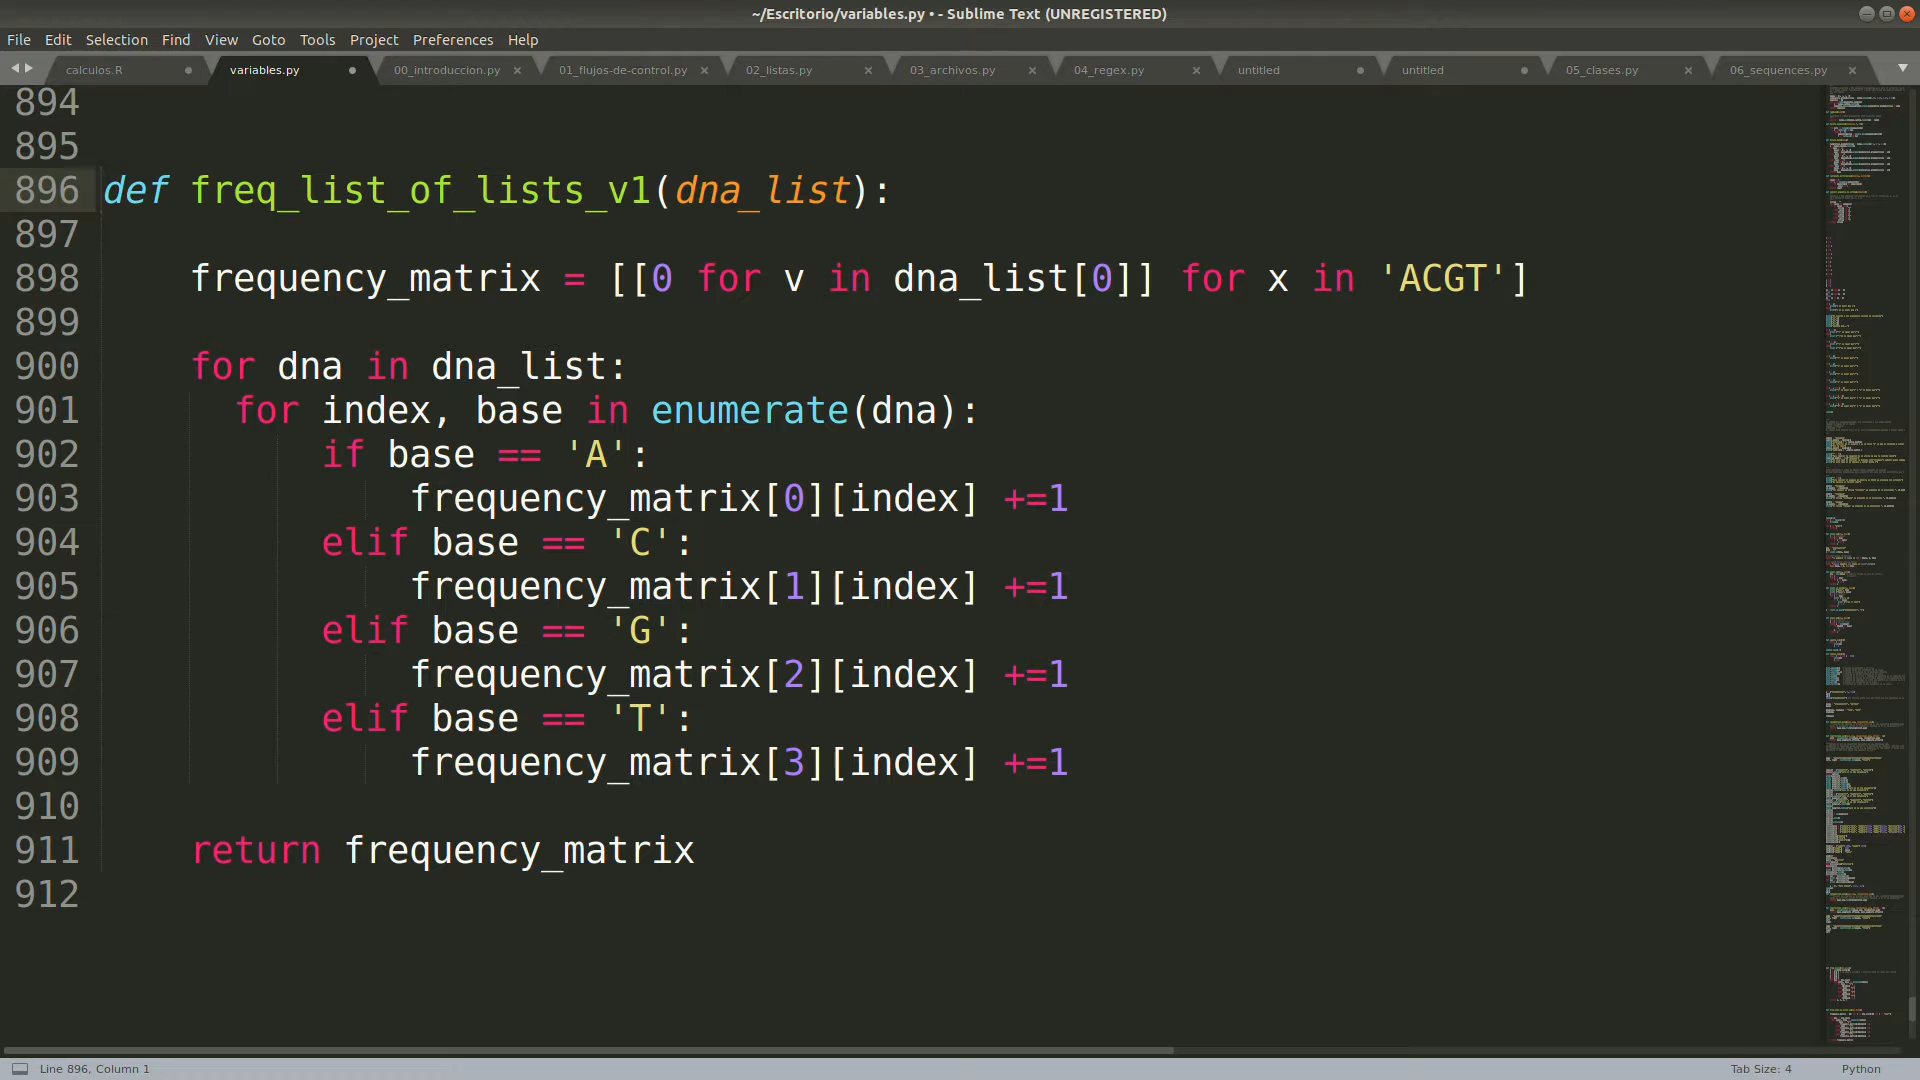 ~/Escritorio/variables.py • - Sublime Text (UNREGISTERED)
File Edit Selection Find View Goto Tools Project Preferences Help
calculos.R variables.py 00_introduccion.py 01_flujos-de-control.py 02_listas.py 03_archivos.py 04_regex.py untitled untitled 05_clases.py 06_sequences.py
894
895
896 def freq_list_of_lists_v1(dna_list):
897
898     frequency_matrix = [[0 for v in dna_list[0]] for x in 'ACGT']
899
900     for dna in dna_list:
901       for index, base in enumerate(dna):
902           if base == 'A':
903               frequency_matrix[0][index] +=1
904           elif base == 'C':
905               frequency_matrix[1][index] +=1
906           elif base == 'G':
907               frequency_matrix[2][index] +=1
908           elif base == 'T':
909               frequency_matrix[3][index] +=1
910
911     return frequency_matrix
912
Line 896, Column 1 Tab Size: 4 Python